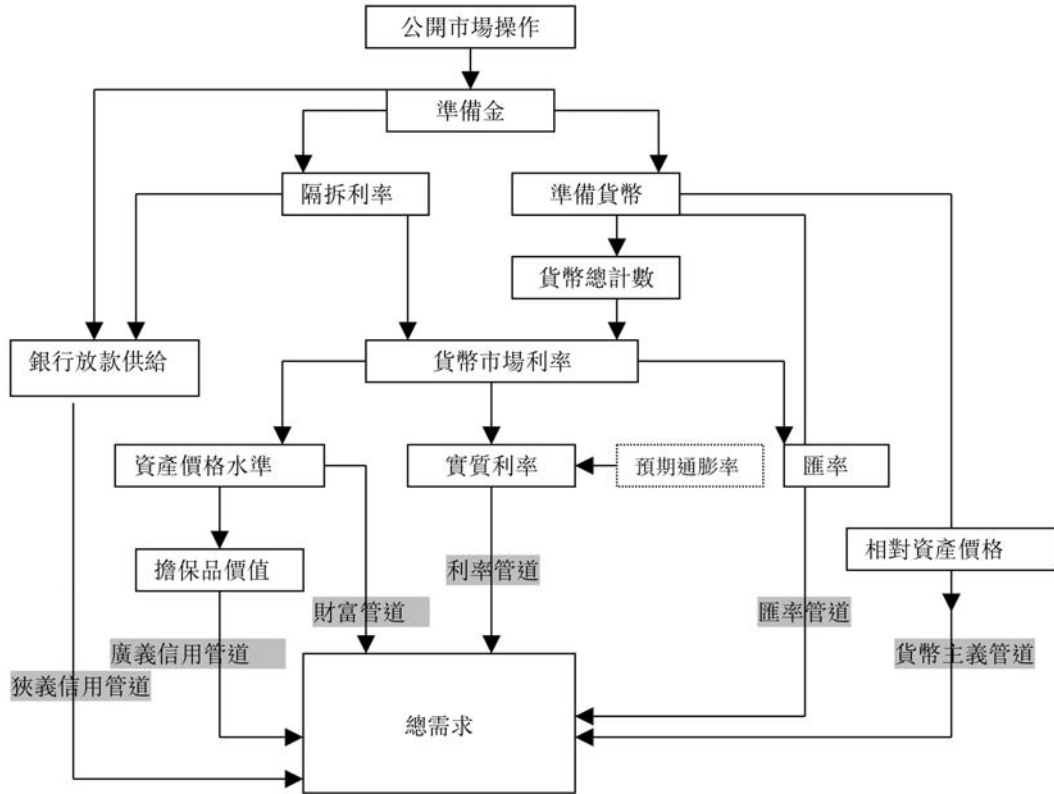 公開市場操作
準備金
隔拆利率
準備貨幣
貨幣總計數
銀行放款供給
貨幣市場利率
資產價格水準
實質利率
預期通膨率
匯率
相對資產價格
擔保品價值
利率管道
財富管道
匯率管道
廣義信用管道
貨幣主義管道
狹義信用管道
總需求